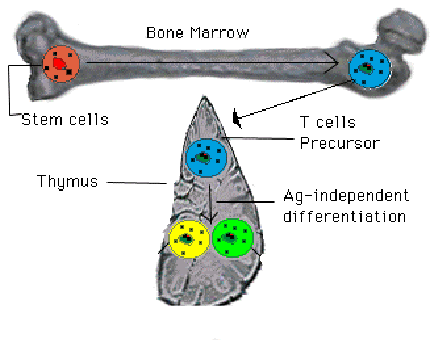 Bone Marrow
Stem cells
T cells
Precursor
Thymus
Ag-independent
differentiation